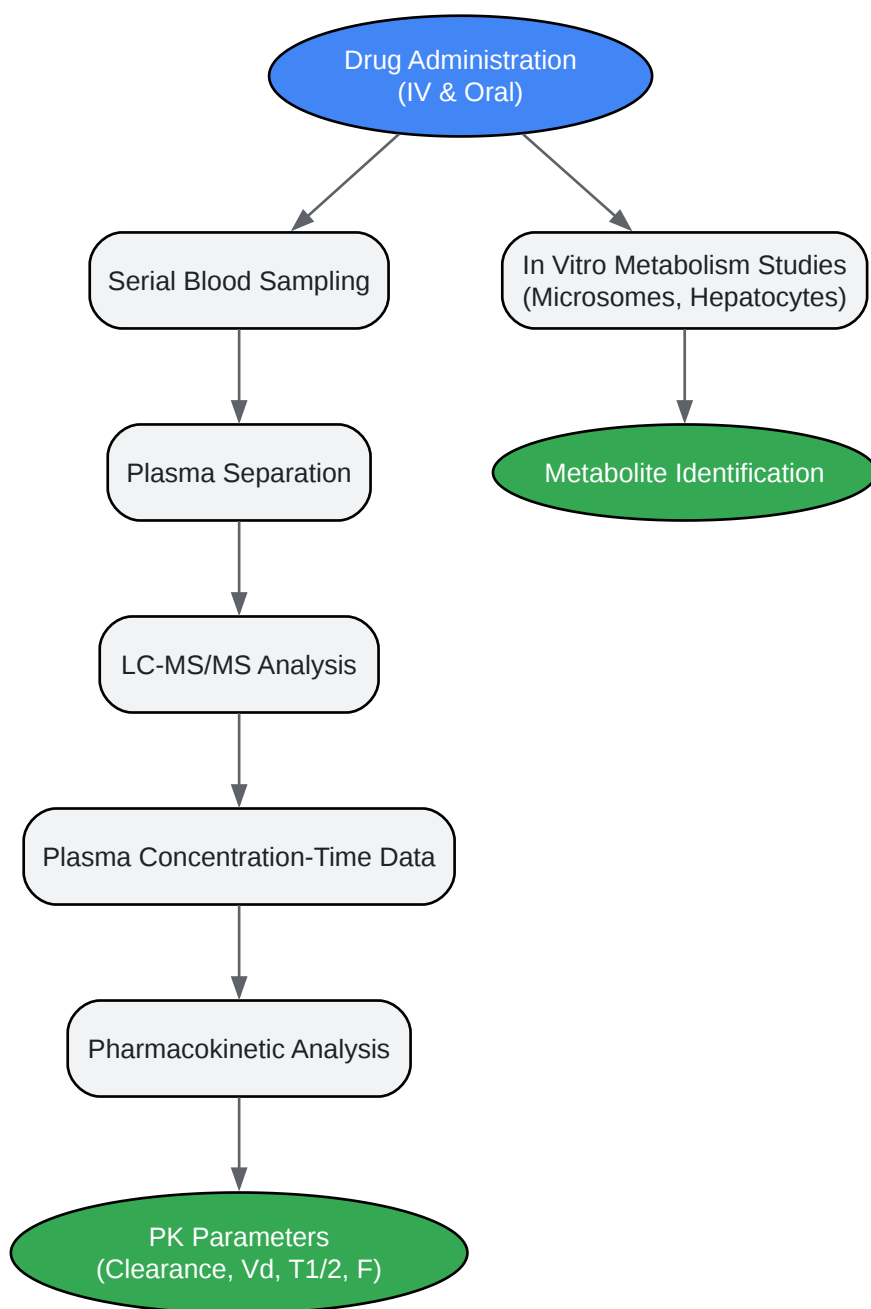 Drug Administration
(IV & Oral)
Serial Blood Sampling
In Vitro Metabolism Studies
(Microsomes, Hepatocytes)
Plasma Separation
Metabolite Identification
LC-MS/MS Analysis
Plasma Concentration-Time Data
Pharmacokinetic Analysis
PK Parameters
(Clearance, Vd, T1/2, F)